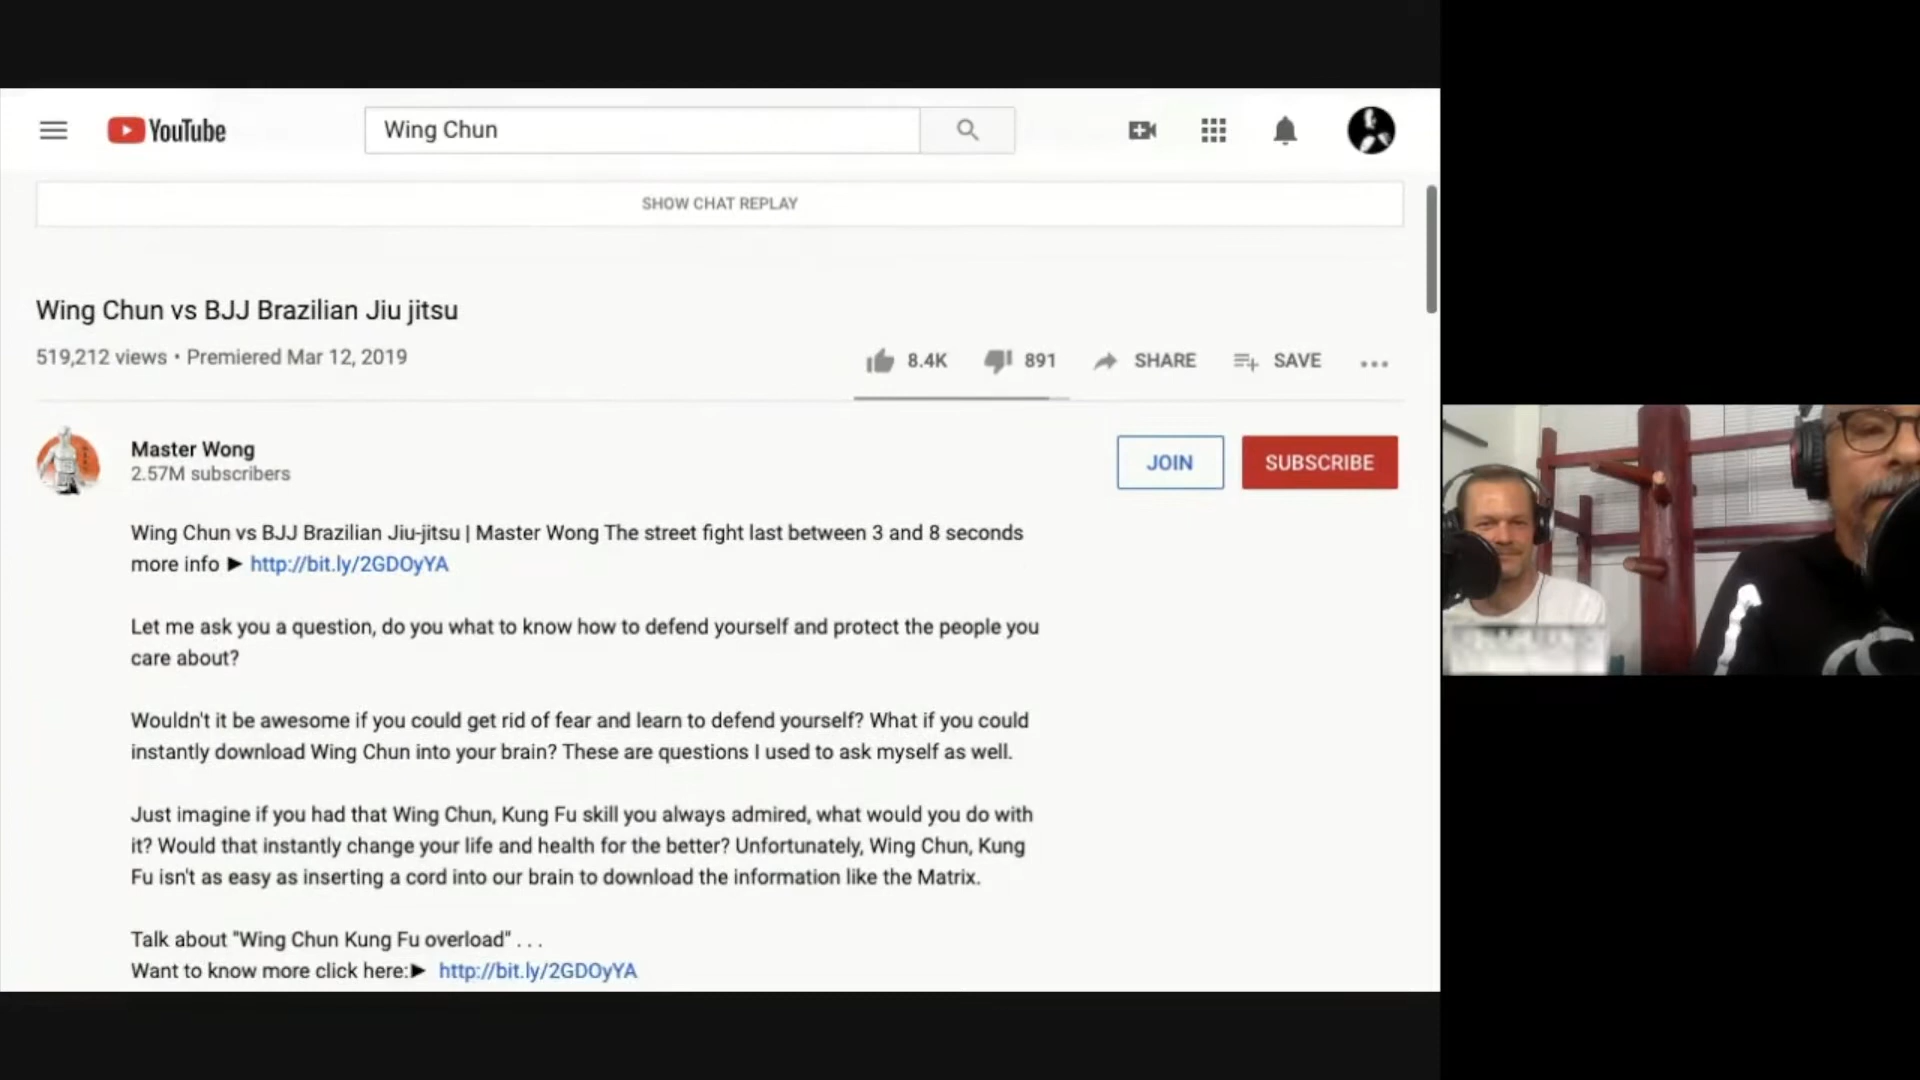 YouTube
Wing Chun
SHOW CHAT REPLAY
Wing Chun vs BJJ Brazilian Jiu jitsu
519,212 views • Premiered Mar 12, 2019
8.4K
891
SHARE
SAVE
Master Wong
2.57M subscribers
JOIN
SUBSCRIBE
Wing Chun vs BJJ Brazilian Jiu-jitsu | Master Wong The street fight last between 3 and 8 seconds
more info ► http://bit.ly/2GDOyYA
Let me ask you a question, do you what to know how to defend yourself and protect the people you
care about?
Wouldn't it be awesome if you could get rid of fear and learn to defend yourself? What if you could
instantly download Wing Chun into your brain? These are questions I used to ask myself as well.
Just imagine if you had that Wing Chun, Kung Fu skill you always admired, what would you do with
it? Would that instantly change your life and health for the better? Unfortunately, Wing Chun, Kung
Fu isn't as easy as inserting a cord into our brain to download the information like the Matrix.
Talk about "Wing Chun Kung Fu overload" . . .
Want to know more click here:► http://bit.ly/2GDOyYA